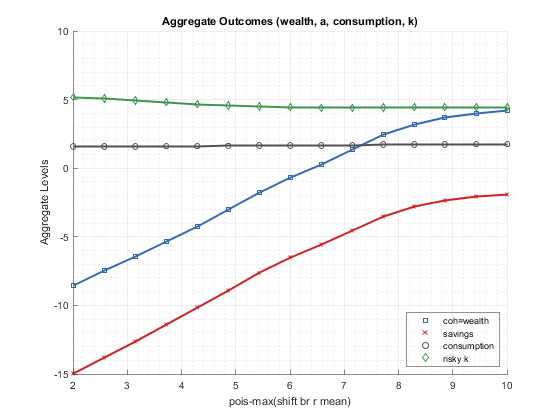 Aggregate Outcomes (wealth, a, consumption, k)
10
5
0
-5
-10
-15
Aggregate Levels
2 3 4 5 6 7 8 9 10
pois-max(shift br r mean)
coh=wealth
savings
consumption
risky k